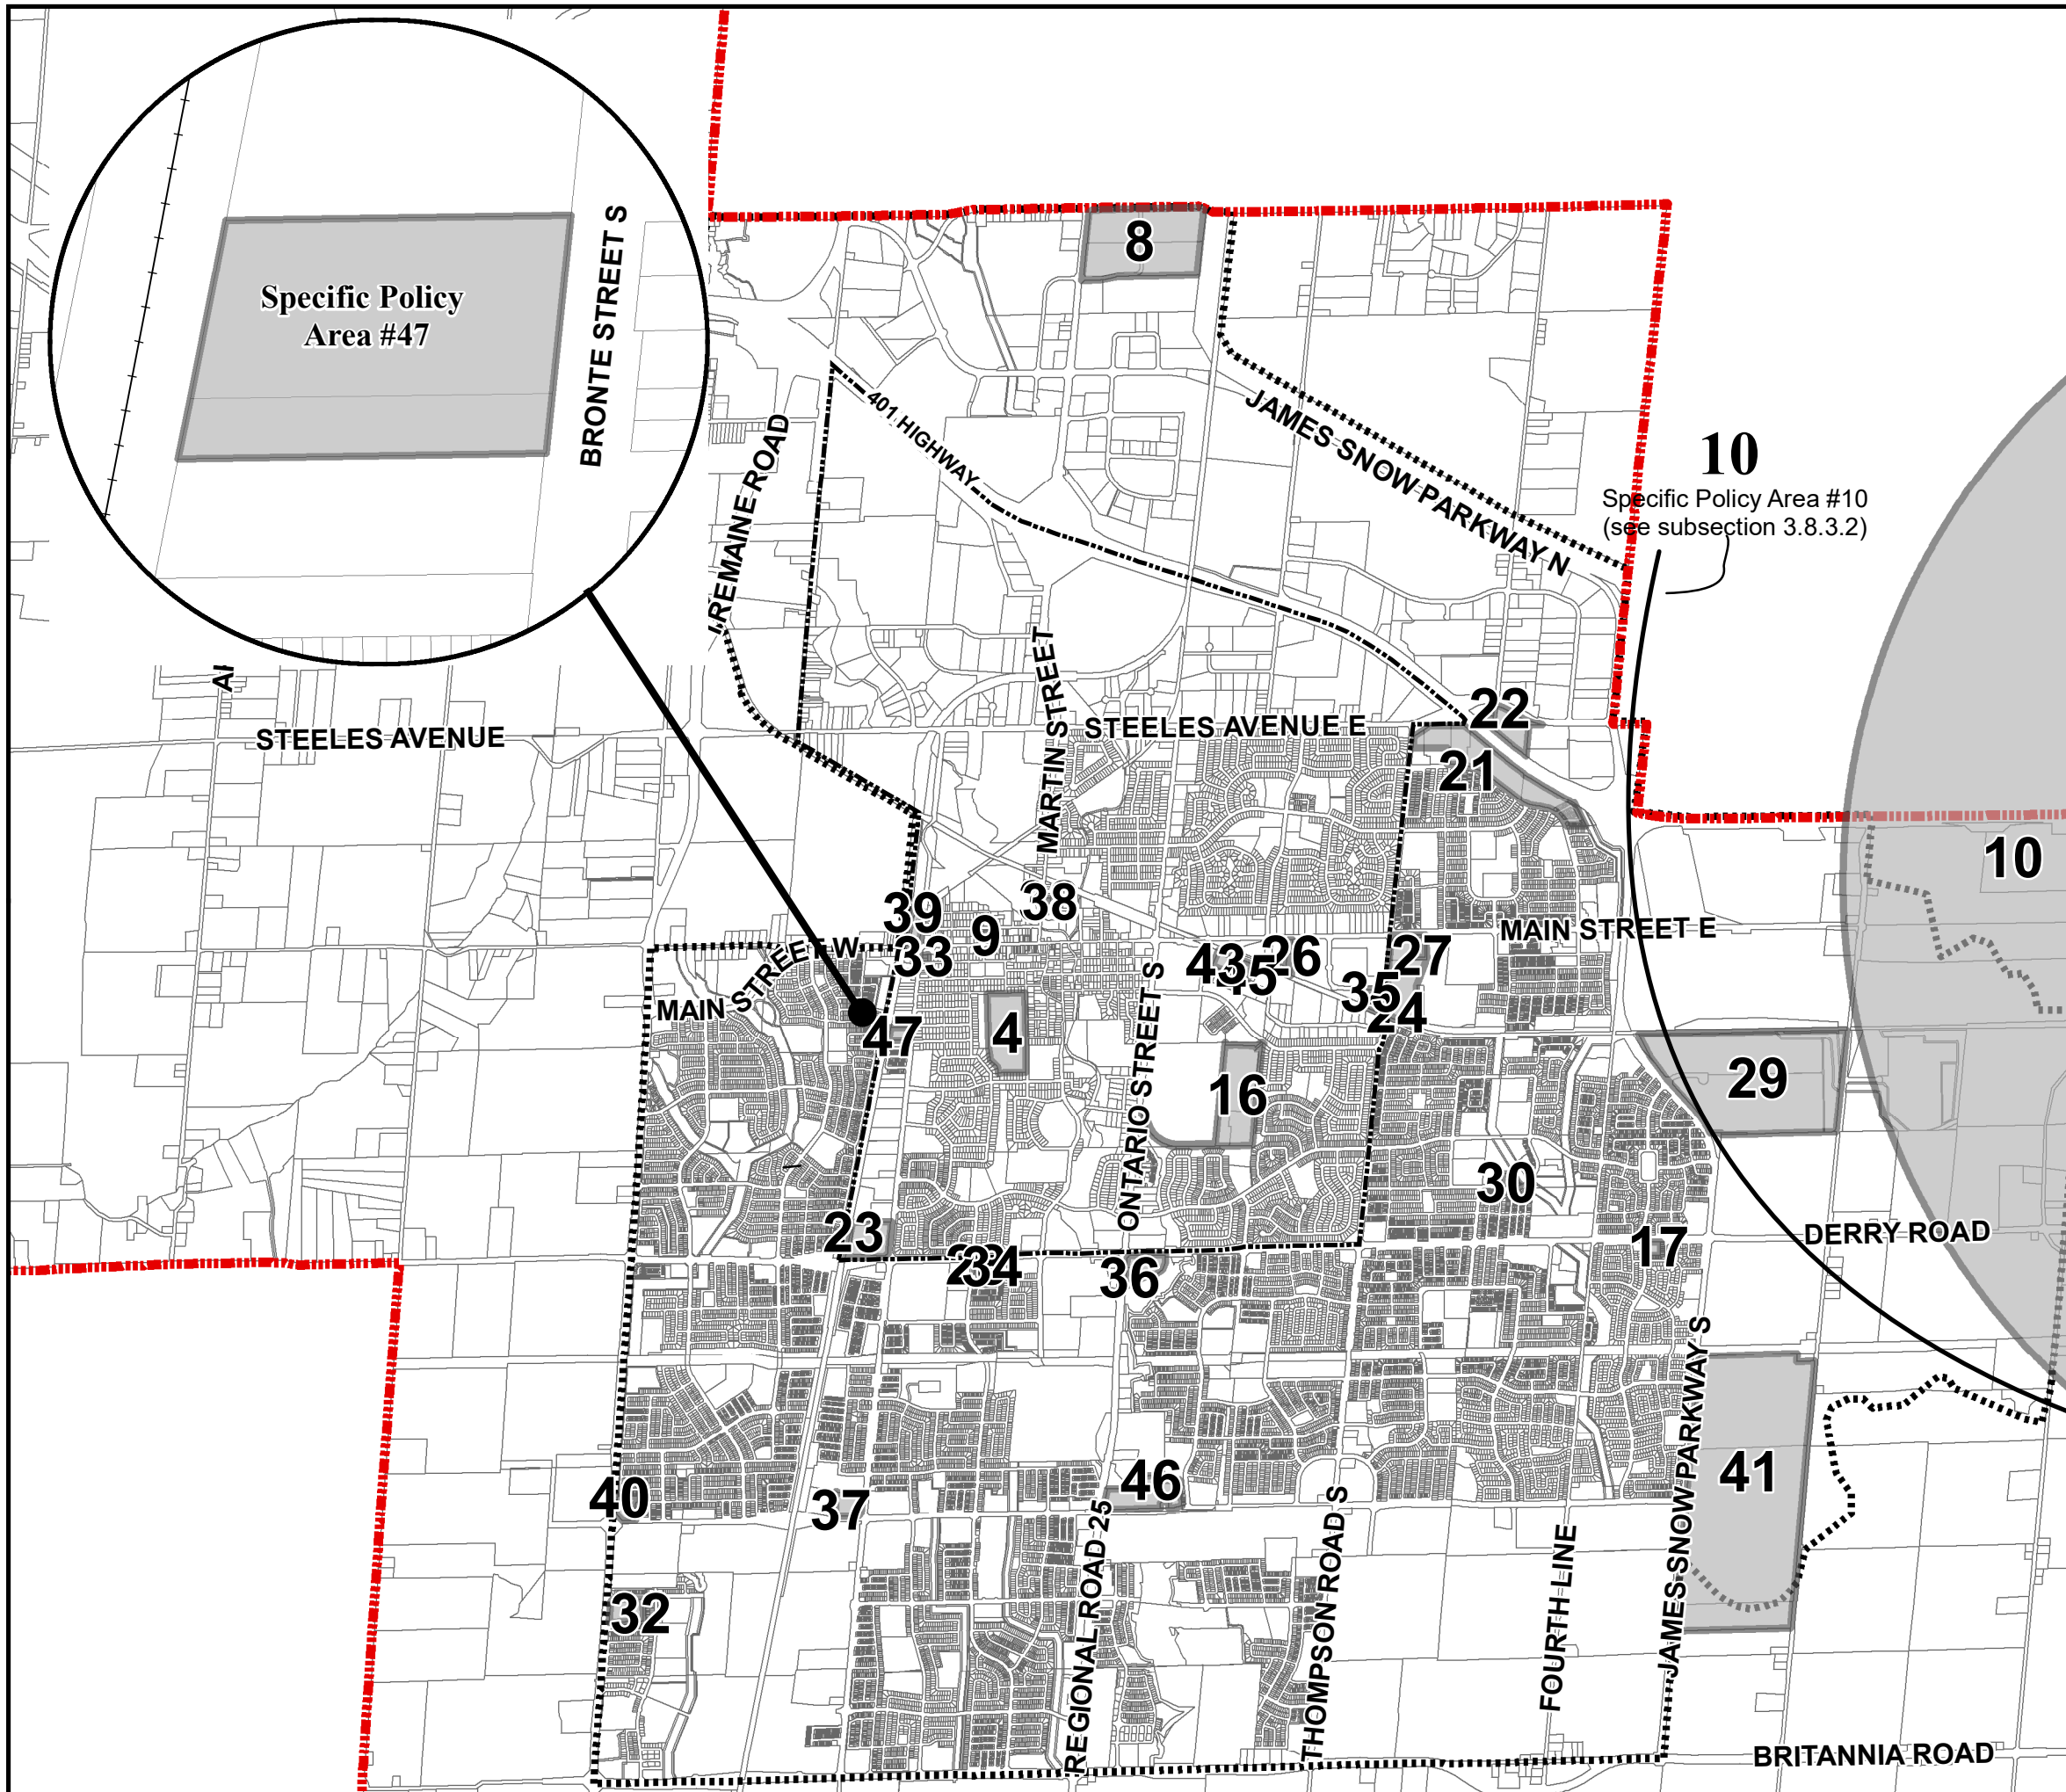 8
BRONTE STREET S
Specific Policy
Area #47
401 HIGHWAY
JAMES SNOW PARKWAY N
10
Specific Policy Area #10
(see subsection 3.8.3.2)
REMAINE ROAD
MARTIN STREET
AI
STEELES AVENUE
STEELES AVENUE E
22
21
10
38
39
9
MAIN STREET E
33
43
26
27
MAIN STREET W
35
24
47
4
ONTARIO STREET S
29
16
30
23
17
DERRY ROAD
34
36
JAMES SNOW PARKWAY S
41
46
40
37
REGIONAL ROAD 25
THOMPSON ROAD S
FOURTH LINE
32
BRITANNIA ROAD